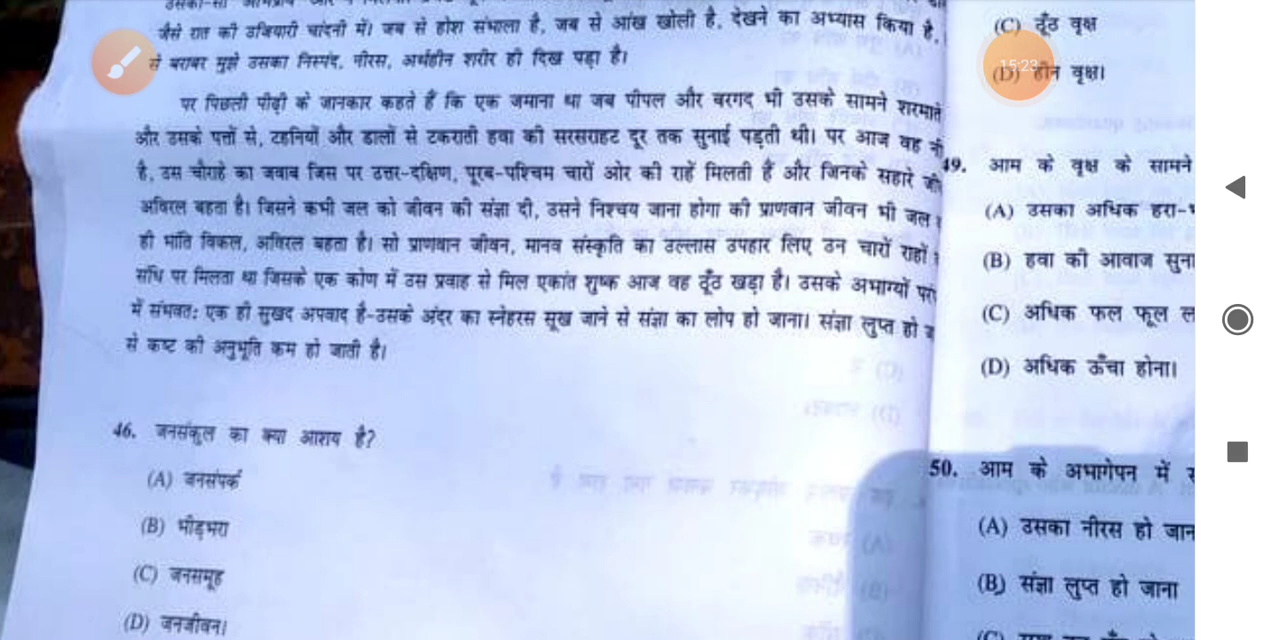 जैसे रात की उजियारी चांदनी में। जब से होश संभाला है, जब से आंख खोली है, देखने का अभ्यास किया है,
से बराबर मुझे उसका निस्पंद, नीरस, अर्थहीन शरीर ही दिख पड़ा है।
पर पिछली पीढ़ी के जानकार कहते हैं कि एक जमाना था जब पीपल और बरगद भी उसके सामने शरमाते
और उसके पत्तों से, टहनियों और डालों से टकराती हवा की सरसराहट दूर तक सुनाई पड़ती थी। पर आज वह
है, उस चौराहे का जवाब जिस पर उत्तर-दक्षिण, पूरब-पश्चिम चारों ओर की राहें मिलती हैं और जिनके सहारे
अविरल बहता है। जिसने कभी जल को जीवन की संज्ञा दी, उसने निश्चय जाना होगा की प्राणवान जीवन भी जल
ही भांति विकल, अविरल बहता है। सो प्राणवान जीवन, मानव संस्कृति का उल्लास उपहार लिए उन चारों राहों
संधि पर मिलता था जिसके एक कोण में उस प्रवाह से मिल एकांत शुष्क आज वह ठूँठ खड़ा है। उसके अभाग्यों
में संभवत: एक ही सुखद अपवाद है-उसके अंदर का स्नेहरस सूख जाने से संज्ञा का लोप हो जाना। संज्ञा लुप्त हो
से कष्ट की अनुभूति कम हो जाती है।
46. जनसंकुल का क्या आशय है?
(A) जनसंपर्क
(B) भीड़भरा
(C) जनसमूह
(D) जनजीवन।
(C) ठूँठ वृक्ष
(D) हीन वृक्ष।
15:23
49. आम के वृक्ष के सामने
(A) उसका अधिक
(B) हवा की आवाज
(C) अधिक फल फूल
(D) अधिक ऊँचा होना।
50. आम के अभागेपन में
(A) उसका नीरस हो
(B) संज्ञा लुप्त हो जाना